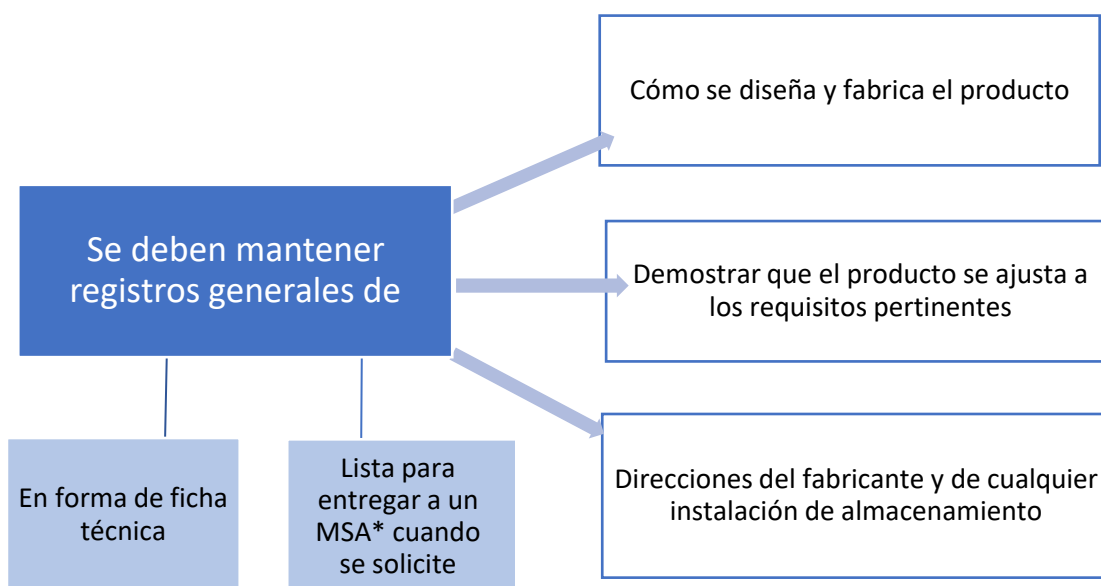 Cómo se diseña y fabrica el producto
Se deben mantener
registros generales de
Demostrar que el producto se ajusta a
los requisitos pertinentes
Direcciones del fabricante y de cualquier
instalación de almacenamiento
En forma de ficha
técnica
Lista para
entregar a un
MSA* cuando
se solicite